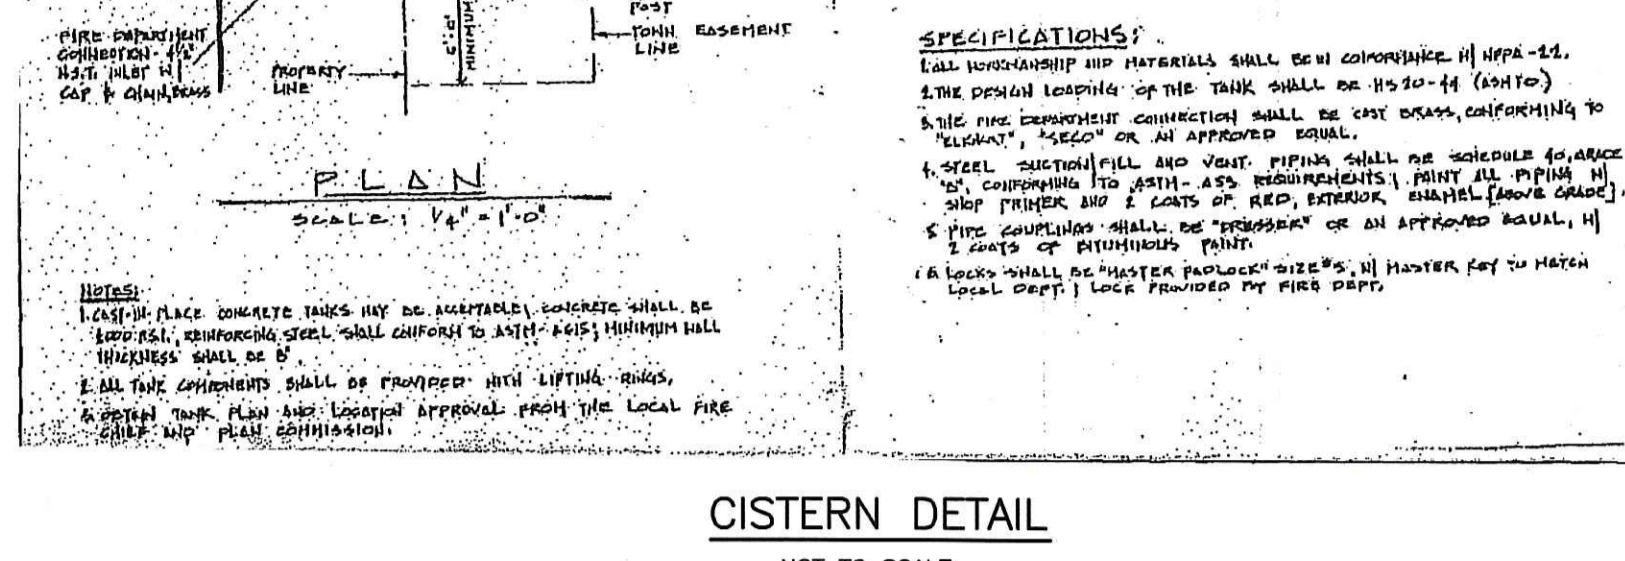 FIRE DEPARTMENT
CONNECTION - 4½"
N.S.T. INLET W/
CAP & CHAIN, BRASS
PROPERTY
LINE
6'-0"
MINIMUM
POST
TOWN EASEMENT
LINE
PLAN
SCALE: 1/4" = 1'-0"
NOTES:
1. CAST-IN-PLACE CONCRETE TANKS MAY BE ACCEPTABLE; CONCRETE SHALL BE
P.S.I., REINFORCING STEEL SHALL CONFORM TO ASTM-A615; MINIMUM WALL
THICKNESS SHALL BE 8".
2. ALL TANK COMPONENTS SHALL BE PROVIDED WITH LIFTING RINGS.
3. OBTAIN TANK PLAN AND LOCATION APPROVAL FROM THE LOCAL FIRE
CHIEF AND PLAN COMMISSION.
SPECIFICATIONS:
1. ALL WORKMANSHIP AND MATERIALS SHALL BE IN CONFORMANCE W/ NFPA-22.
2. THE DESIGN LOADING OF THE TANK SHALL BE HS20-44 (ASHTO)
3. THE FIRE DEPARTMENT CONNECTION SHALL BE CAST BRASS, CONFORMING TO
"ELKHART", "SECO" OR AN APPROVED EQUAL.
4. STEEL SUCTION/FILL AND VENT PIPING SHALL BE SCHEDULE 40, GRADE
"B", CONFORMING TO ASTM-A53 REQUIREMENTS; PAINT ALL PIPING W/
SHOP PRIMER AND 2 COATS OF RED, EXTERIOR ENAMEL [ABOVE GRADE].
5. PIPE COUPLINGS SHALL BE "DRESSER" OR AN APPROVED EQUAL, W/
2 COATS OF BITUMINOUS PAINT.
6. LOCKS SHALL BE "MASTER PADLOCK" SIZE #5, W/ MASTER KEY TO MATCH
LOCAL DEPT.; LOCK PROVIDED BY FIRE DEPT.
CISTERN DETAIL
NOT TO SCALE